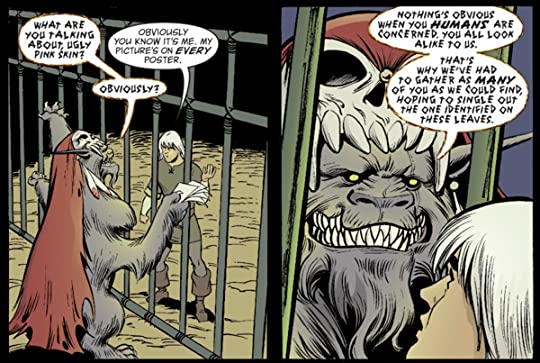 WHAT ARE
YOU TALKING
ABOUT, UGLY
PINK SKIN?
OBVIOUSLY?
OBVIOUSLY
YOU KNOW IT'S ME. MY
PICTURE'S ON EVERY
POSTER.
NOTHING'S OBVIOUS
WHEN YOU HUMANS ARE
CONCERNED. YOU ALL LOOK
ALIKE TO US.
THAT'S
WHY WE'VE HAD
TO GATHER AS MANY
OF YOU AS WE COULD FIND,
HOPING TO SINGLE OUT
THE ONE IDENTIFIED ON
THESE LEAVES.